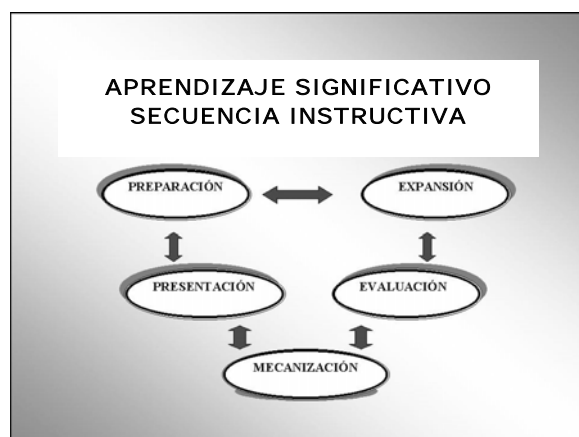 APRENDIZAJE SIGNIFICATIVO
SECUENCIA INSTRUCTIVA
PREPARACIÓN
EXPANSIÓN
PRESENTACIÓN
EVALUACIÓN
MECANIZACIÓN